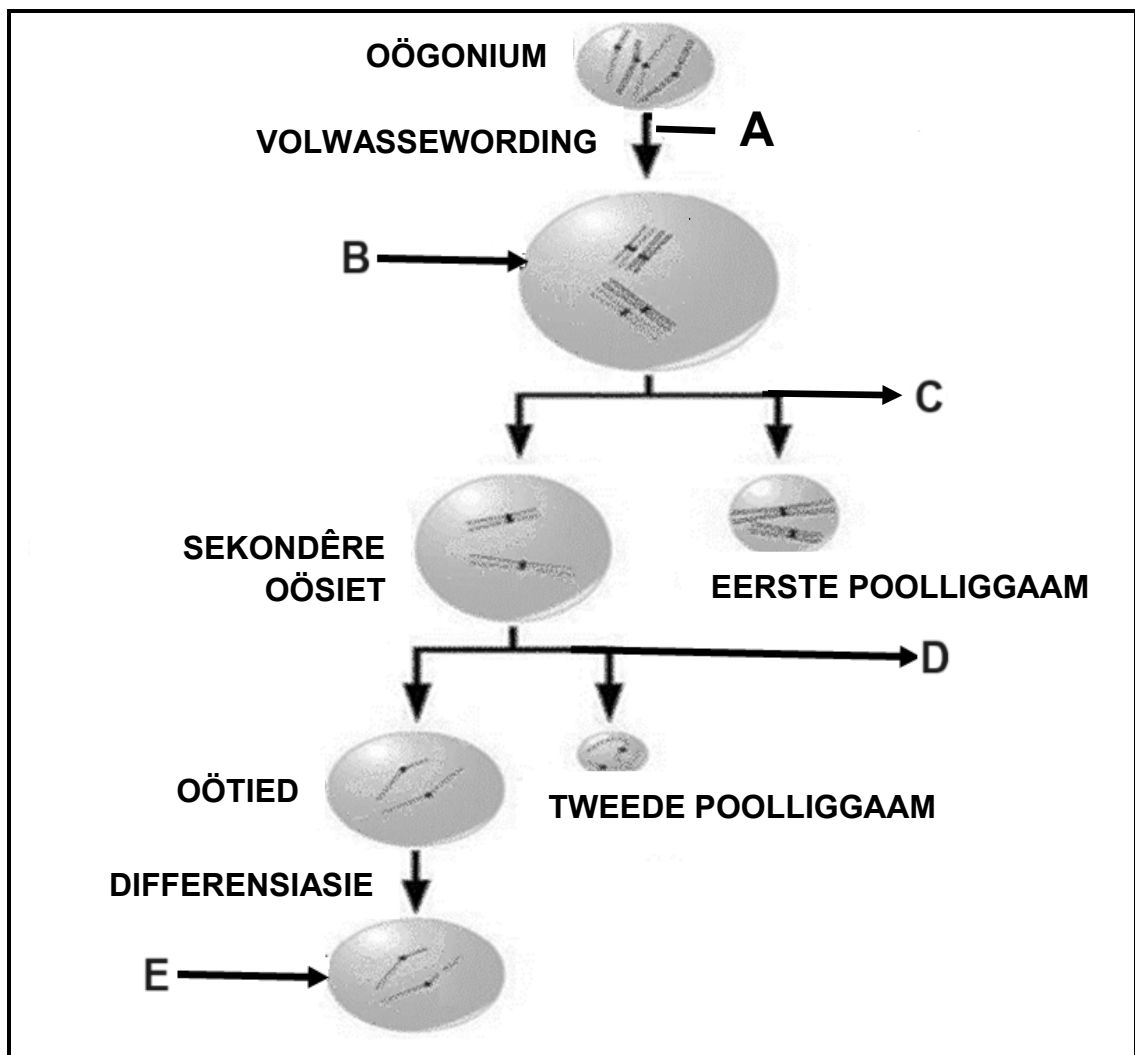 OÖGONIUM
A
VOLWASSEWORDING
B
C
SEKONDÊRE
OÖSIET
EERSTE POOLLIGGAAM
D
OÖTIED
TWEEDE POOLLIGGAAM
DIFFERENSIASIE
E